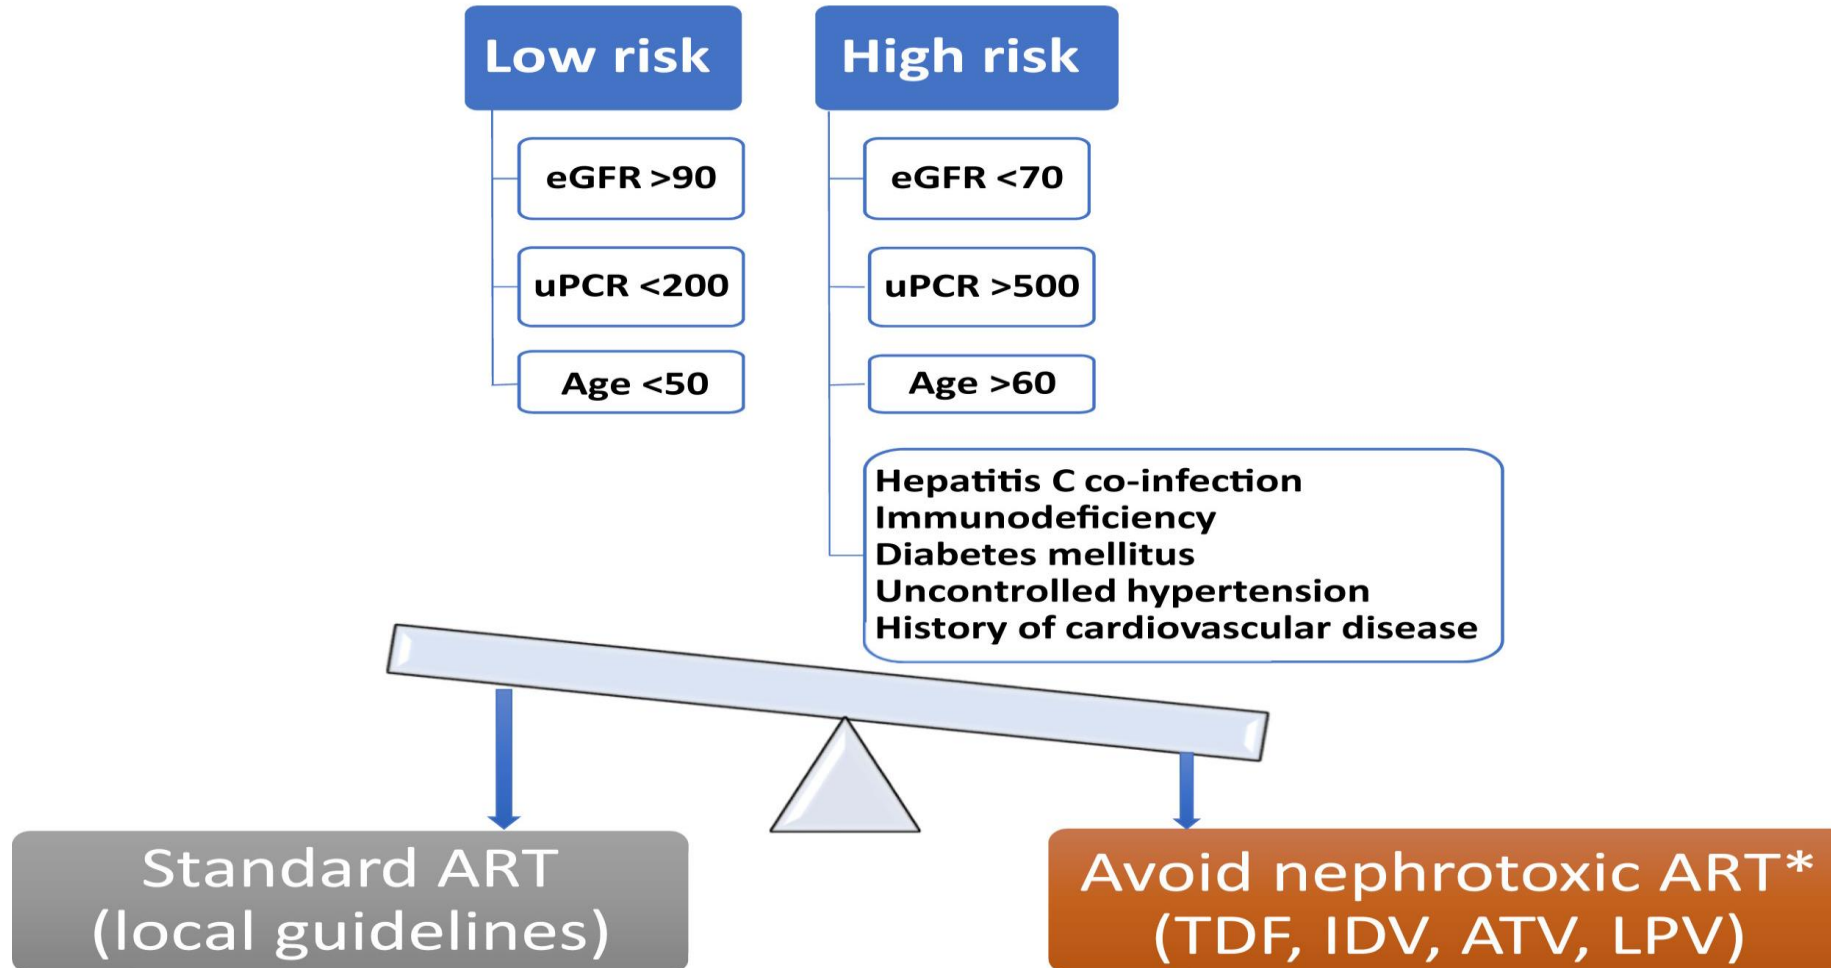 Low risk
eGFR >90
uPCR <200
Age <50
High risk
eGFR <70
uPCR >500
Age >60
Hepatitis C co-infection
Immunodeficiency
Diabetes mellitus
Uncontrolled hypertension
History of cardiovascular disease
Standard ART
(local guidelines)
Avoid nephrotoxic ART*
(TDF, IDV, ATV, LPV)